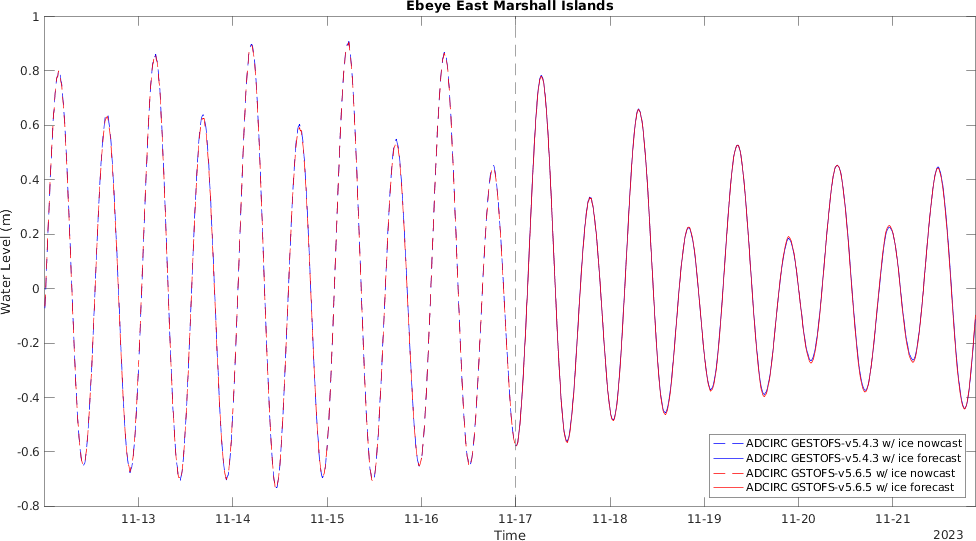 Ebeye East Marshall Islands
1
0.8
0.6
0.4
0.2
0
-0.2
-0.4
-0.6
-0.8
Water Level (m)
ADCIRC GESTOFS-v5.4.3 w/ ice nowcast
ADCIRC GESTOFS-v5.4.3 w/ ice forecast
ADCIRC GSTOFS-v5.6.5 w/ ice nowcast
ADCIRC GSTOFS-v5.6.5 w/ ice forecast
11-13 11-14 11-15 11-16 11-17 11-18 11-19 11-20 11-21
Time
2023